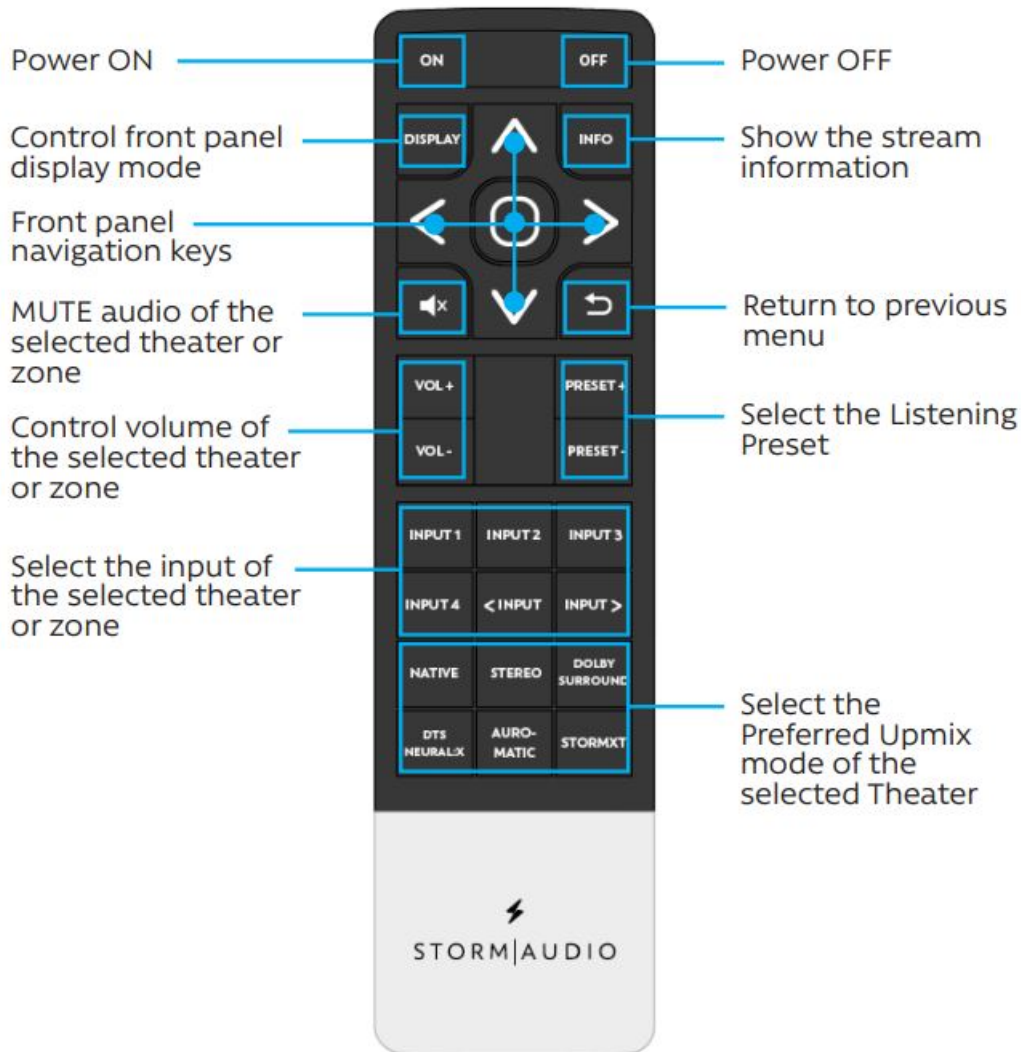 Power ON
ON
OFF
Power OFF
Control front panel
display mode
DISPLAY
INFO
Show the stream
information
Front panel
navigation keys
MUTE audio of the
selected theater or
zone
Return to previous
menu
VOL +
PRESET +
Control volume of
the selected theater
or zone
VOL -
PRESET -
Select the Listening
Preset
INPUT 1 INPUT 2 INPUT 3
Select the input of
the selected theater
or zone
INPUT 4 < INPUT INPUT >
NATIVE STEREO DOLBY
SURROUND
DTS
NEURAL:X
AURO-
MATIC
STORMXT
Select the
Preferred Upmix
mode of the
selected Theater
STORM|AUDIO